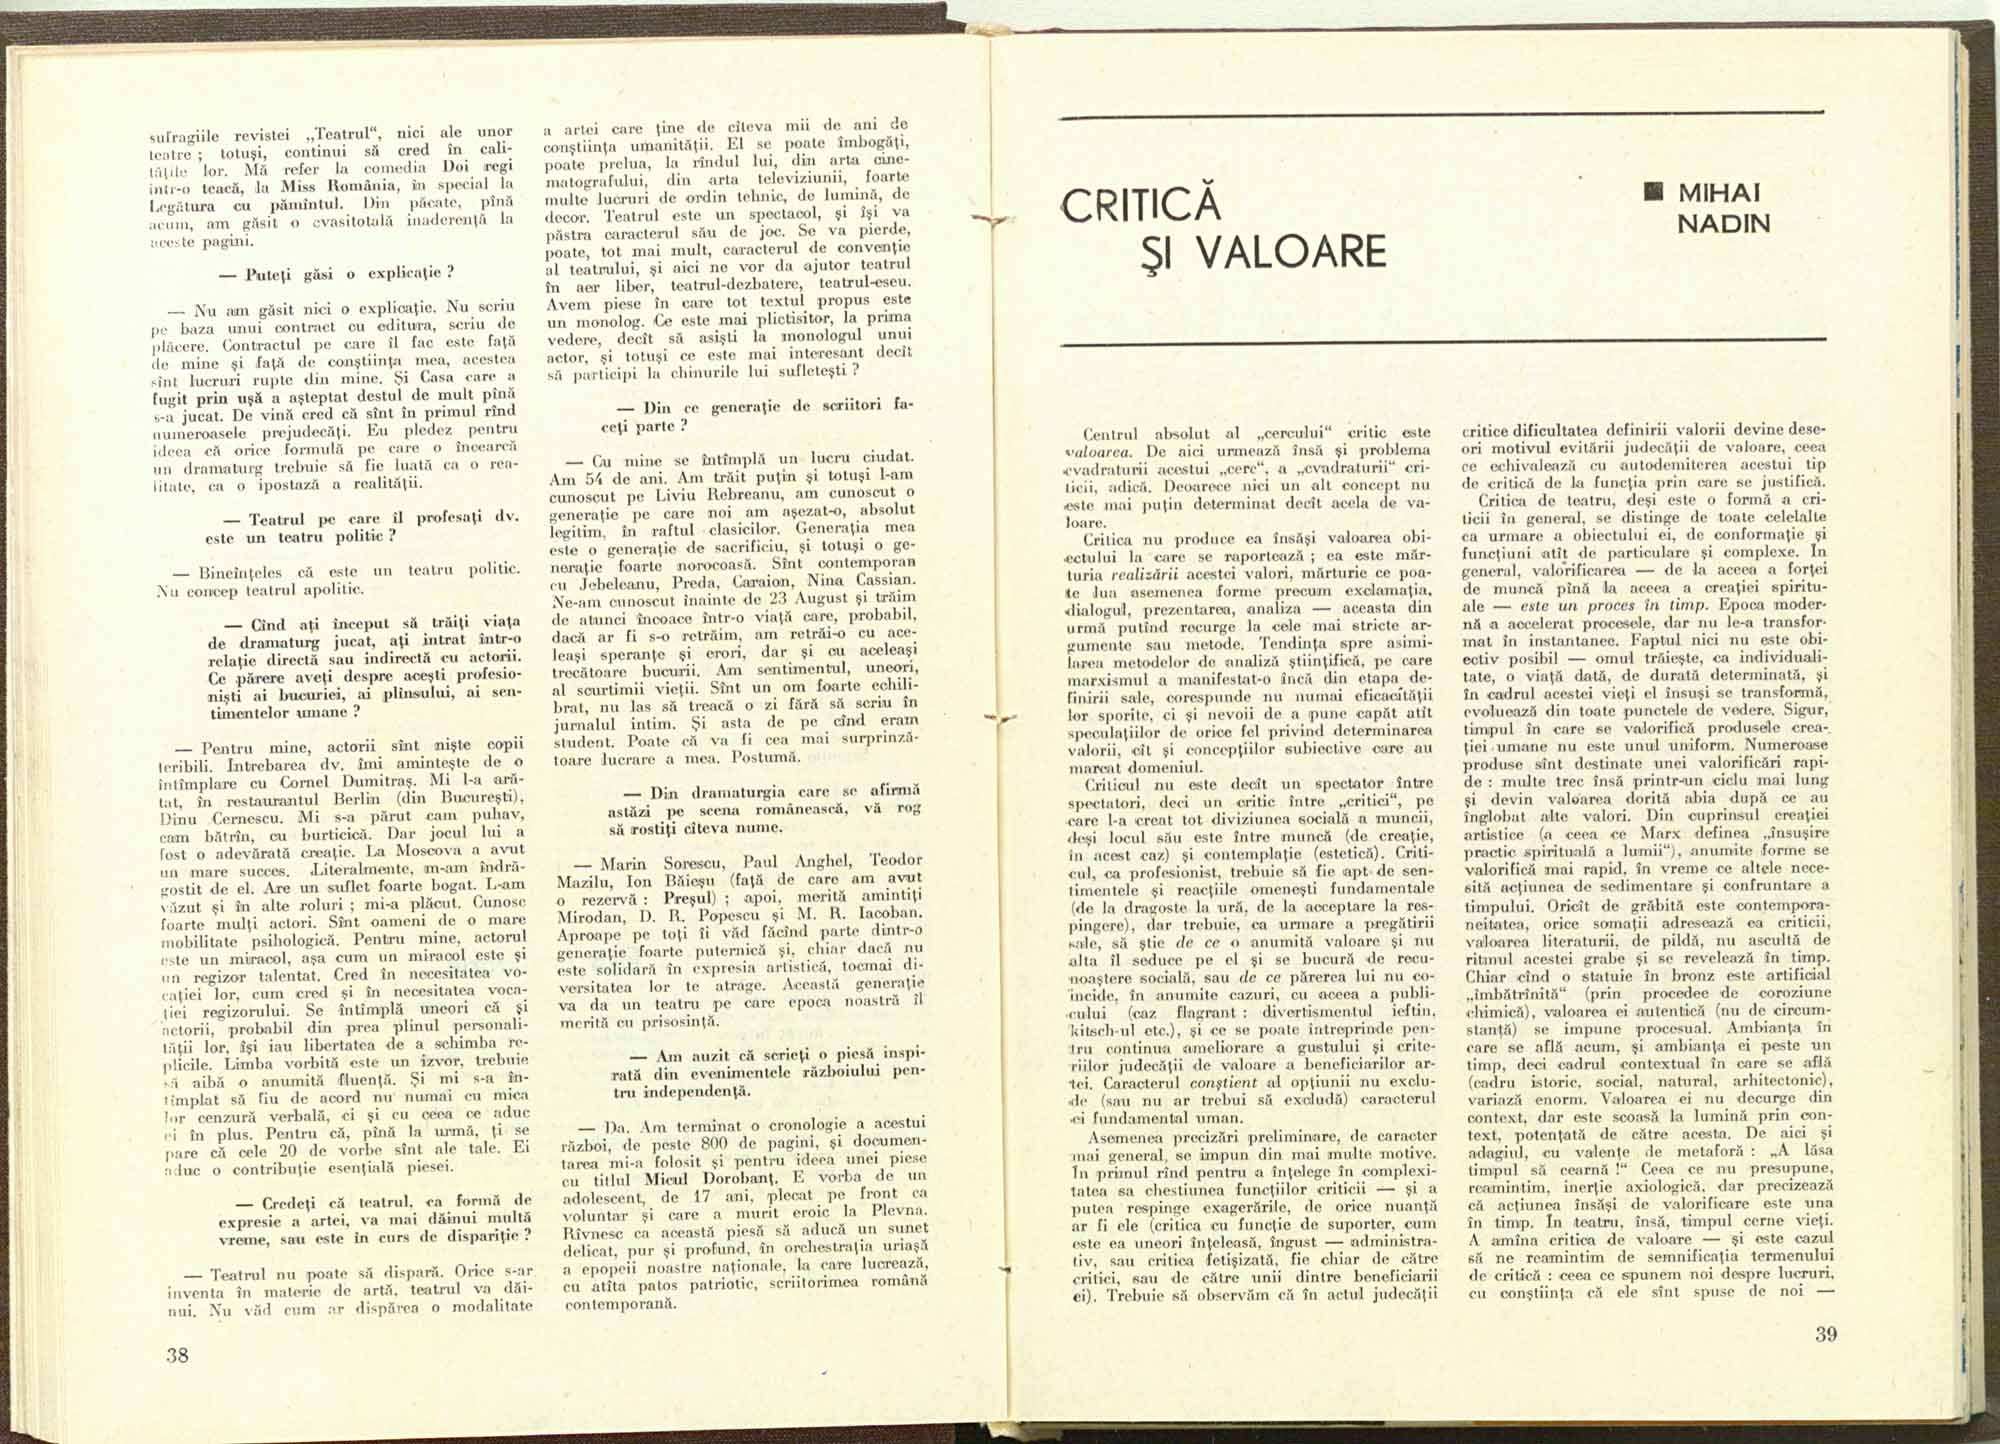 sufragiile revistei „Teatrul“, nici ale unor
teatre ; totuşi, continui să cred în cali-
tăţile lor. Mă refer la comedia Doi regi
intr-o teacă, la Miss România, în special la
Legătura cu pămîntul. Din păcate, pînă
acum, am găsit o cvasitotală inaderenţă la
aceste pagini.
— Puteţi găsi o explicaţie ?
— Nu am găsit nici o explicaţie. Nu scriu
pe baza unui contract cu editura, scriu de
plăcere. Contractul pe care îl fac este faţă
de mine şi faţă de conştiinţa mea, acestea
sînt lucruri rupte din mine. Şi Casa care a
fugit prin uşă a aşteptat destul de mult pînă
s-a jucat. De vină cred că sînt în primul rînd
numeroasele prejudecăţi. Eu pledez pentru
ideea că orice formulă pe care o încearcă
un dramaturg trebuie să fie luată ca o rea-
litate, ca o ipostază a realităţii.
— Teatrul pe care îl profesaţi dv.
este un teatru politic ?
— Bineînţeles că este un teatru politic.
Nu concep teatrul apolitic.
— Cînd aţi început să trăiţi viaţa
de dramaturg jucat, aţi intrat într-o
relaţie directă sau indirectă cu actorii.
Ce părere aveţi despre aceşti profesio-
nişti ai bucuriei, ai plînsului, ai sen-
timentelor umane ?
— Pentru mine, actorii sînt nişte copii
teribili. Intrebarea dv. îmi aminteşte de o
întîmplare cu Cornel Dumitraş. Mi l-a ară-
tat, în restaurantul Berlin (din Bucureşti),
Dinu Cernescu. Mi s-a părut cam puhav,
cam bătrîn, cu burticică. Dar jocul lui a
fost o adevărată creaţie. La Moscova a avut
un mare succes. Literalmente, m-am îndră-
gostit de el. Are un suflet foarte bogat. L-am
văzut şi în alte roluri ; mi-a plăcut. Cunosc
foarte mulţi actori. Sînt oameni de o mare
mobilitate psihologică. Pentru mine, actorul
este un miracol, aşa cum un miracol este şi
un regizor talentat. Cred în necesitatea vo-
caţiei lor, cum cred şi în necesitatea voca-
ţiei regizorului. Se întîmplă uneori că şi
actorii, probabil din prea plinul personali-
tăţii lor, îşi iau libertatea de a schimba re-
plicile. Limba vorbită este un izvor, trebuie
să aibă o anumită fluenţă. Şi mi s-a în-
tîmplat să fiu de acord nu numai cu mica
lor cenzură verbală, ci şi cu ceea ce aduc
ei în plus. Pentru că, pînă la urmă, ţi se
pare că cele 20 de vorbe sînt ale tale. Ei
aduc o contribuţie esenţială piesei.
— Credeţi că teatrul, ca formă de
expresie a artei, va mai dăinui multă
vreme, sau este în curs de dispariţie ?
— Teatrul nu poate să dispară. Orice s-ar
inventa în materie de artă, teatrul va dăi-
nui. Nu văd cum ar dispărea o modalitate
38
a artei care ţine de cîteva mii de ani de
conştiinţa umanităţii. El se poate îmbogăţi,
poate prelua, la rîndul lui, din arta cine-
matografului, din arta televiziunii, foarte
multe lucruri de ordin tehnic, de lumină, de
decor. Teatrul este un spectacol, şi îşi va
păstra caracterul său de joc. Se va pierde,
poate, tot mai mult, caracterul de convenţie
al teatrului, şi aici ne vor da ajutor teatrul
în aer liber, teatrul-dezbatere, teatrul-eseu.
Avem piese în care tot textul propus este
un monolog. Ce este mai plictisitor, la prima
vedere, decît să asişti la monologul unui
actor, şi totuşi ce este mai interesant decît
să participi la chinurile lui sufleteşti ?
— Din ce generaţie de scriitori fa-
ceţi parte ?
— Cu mine se întîmplă un lucru ciudat.
Am 54 de ani. Am trăit puţin şi totuşi l-am
cunoscut pe Liviu Rebreanu, am cunoscut o
generaţie pe care noi am aşezat-o, absolut
legitim, în raftul clasicilor. Generaţia mea
este o generaţie de sacrificiu, şi totuşi o ge-
neraţie foarte norocoasă. Sînt contemporan
cu Jebeleanu, Preda, Caraion, Nina Cassian.
Ne-am cunoscut înainte de 23 August şi trăim
de atunci încoace într-o viaţă care, probabil,
dacă ar fi s-o retrăim, am retrăi-o cu ace-
leaşi speranţe şi erori, dar şi cu aceleaşi
trecătoare bucurii. Am sentimentul, uneori,
al scurtimii vieţii. Sînt un om foarte echili-
brat, nu las să treacă o zi fără să scriu în
jurnalul intim. Şi asta de pe cînd eram
student. Poate că va fi cea mai surprinză-
toare lucrare a mea. Postumă.
— Din dramaturgia care se afirmă
astăzi pe scena românească, vă rog
să rostiţi cîteva nume.
— Marin Sorescu, Paul Anghel, Teodor
Mazilu, Ion Băieşu (faţă de care am avut
o rezervă : Preşul) ; apoi, merită amintiţi
Mirodan, D. R. Popescu şi M. R. Iacoban.
Aproape pe toţi îi văd făcînd parte dintr-o
generaţie foarte puternică şi, chiar dacă nu
este solidară în expresia artistică, tocmai di-
versitatea lor te atrage. Această generaţie
va da un teatru pe care epoca noastră îl
merită cu prisosinţă.
— Am auzit că scrieţi o piesă inspi-
rată din evenimentele războiului pen-
tru independenţă.
— Da. Am terminat o cronologie a acestui
război, de peste 800 de pagini, şi documen-
tarea mi-a folosit şi pentru ideea unei piese
cu titlul Micul Dorobanţ. E vorba de un
adolescent, de 17 ani, plecat pe front ca
voluntar şi care a murit eroic la Plevna.
Rîvnesc ca această piesă să aducă un sunet
delicat, pur şi profund, în orchestraţia uriaşă
a epopeii noastre naţionale, la care lucrează,
cu atîta patos patriotic, scriitorimea română
contemporană.
CRITICĂ
ŞI VALOARE
■ MIHAI
NADIN
Centrul absolut al „cercului“ critic este
valoarea. De aici urmează însă şi problema
cvadraturii acestui „cerc“, a „cvadraturii“ cri-
ticii, adică. Deoarece nici un alt concept nu
este mai puţin determinat decît acela de va-
loare.
Critica nu produce ea însăşi valoarea obi-
ectului la care se raportează ; ea este măr-
turia realizării acestei valori, mărturie ce poa-
te lua asemenea forme precum exclamaţia,
dialogul, prezentarea, analiza — aceasta din
urmă putînd recurge la cele mai stricte ar-
gumente sau metode. Tendinţa spre asimi-
larea metodelor de analiză ştiinţifică, pe care
marxismul a manifestat-o încă din etapa de-
finirii sale, corespunde nu numai eficacităţii
lor sporite, ci şi nevoii de a pune capăt atît
speculaţiilor de orice fel privind determinarea
valorii, cît şi concepţiilor subiective care au
marcat domeniul.
Criticul nu este decît un spectator între
spectatori, deci un critic între „critici“, pe
care l-a creat tot diviziunea socială a muncii,
deşi locul său este între muncă (de creaţie,
în acest caz) şi contemplaţie (estetică). Criti-
cul, ca profesionist, trebuie să fie apt de sen-
timentele şi reacţiile omeneşti fundamentale
(de la dragoste la ură, de la acceptare la res-
pingere), dar trebuie, ca urmare a pregătirii
sale, să ştie de ce o anumită valoare şi nu
alta îl seduce pe el şi se bucură de recu-
noaştere socială, sau de ce părerea lui nu co-
incide, în anumite cazuri, cu aceea a publi-
cului (caz flagrant : divertismentul ieftin,
kitsch-ul etc.), şi ce se poate întreprinde pen-
tru continua ameliorare a gustului şi crite-
riilor judecăţii de valoare a beneficiarilor ar-
tei. Caracterul conştient al opţiunii nu exclu-
de (sau nu ar trebui să excludă) caracterul
ei fundamental uman.
Asemenea precizări preliminare, de caracter
mai general, se impun din mai multe motive.
In primul rînd pentru a înţelege în complexi-
tatea sa chestiunea funcţiilor criticii — şi a
putea respinge exagerările, de orice nuanţă
ar fi ele (critica cu funcţie de suporter, cum
este ea uneori înţeleasă, îngust — administra-
tiv, sau critica fetişizată, fie chiar de către
critici, sau de către unii dintre beneficiarii
ei). Trebuie să observăm că în actul judecăţii
critice dificultatea definirii valorii devine dese-
ori motivul evitării judecăţii de valoare, ceea
ce echivalează cu autodemiterea acestui tip
de critică de la funcţia prin care se justifică.
Critica de teatru, deşi este o formă a cri-
ticii în general, se distinge de toate celelalte
ca urmare a obiectului ei, de conformaţie şi
funcţiuni atît de particulare şi complexe. In
general, valorificarea — de la aceea a forţei
de muncă pînă la aceea a creaţiei spiritu-
ale — este un proces în timp. Epoca moder-
nă a accelerat procesele, dar nu le-a transfor-
mat în instantanee. Faptul nici nu este obi-
ectiv posibil — omul trăieşte, ca individuali-
tate, o viaţă dată, de durată determinată, şi
în cadrul acestei vieţi el însuşi se transformă,
evoluează din toate punctele de vedere. Sigur,
timpul în care se valorifică produsele crea-
ţiei umane nu este unul uniform. Numeroase
produse sînt destinate unei valorificări rapi-
de : multe trec însă printr-un ciclu mai lung
şi devin valoarea dorită abia după ce au
înglobat alte valori. Din cuprinsul creaţiei
artistice (a ceea ce Marx definea „însuşire
practic spirituală a lumii“), anumite forme se
valorifică mai rapid, în vreme ce altele nece-
sită acţiunea de sedimentare şi confruntare a
timpului. Oricît de grăbită este contempora-
neitatea, orice somaţii adresează ea criticii,
valoarea literaturii, de pildă, nu ascultă de
ritmul acestei grabe şi se revelează în timp.
Chiar cînd o statuie în bronz este artificial
„îmbătrînită“ (prin procedee de coroziune
chimică), valoarea ei autentică (nu de circum-
stanţă) se impune procesual. Ambianţa în
care se află acum, şi ambianţa ei peste un
timp, deci cadrul contextual în care se află
(cadru istoric, social, natural, arhitectonic),
variază enorm. Valoarea ei nu decurge din
context, dar este scoasă la lumină prin con-
text, potenţată de către acesta. De aici şi
adagiul, cu valenţe de metaforă : „A lăsa
timpul să cearnă !“ Ceea ce nu presupune,
reamintim, inerţie axiologică, dar precizează
că acţiunea însăşi de valorificare este una
în timp. In teatru, însă, timpul cerne vieţi.
A amîna critica de valoare — şi este cazul
să ne reamintim de semnificaţia termenului
de critică : ceea ce spunem noi despre lucruri,
cu conştiinţa că ele sînt spuse de noi —
39